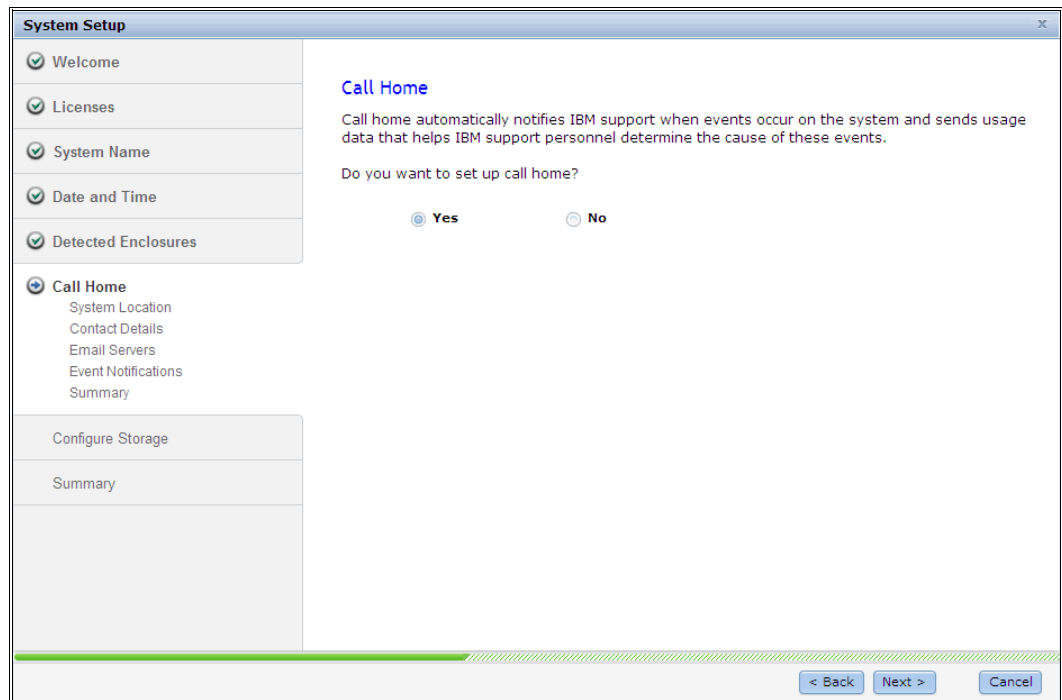 System Setup
x
Welcome
Licenses
System Name
Date and Time
Detected Enclosures
Call Home
System Location
Contact Details
Email Servers
Event Notifications
Summary
Configure Storage
Summary
Call Home
Call home automatically notifies IBM support when events occur on the system and sends usage
data that helps IBM support personnel determine the cause of these events.
Do you want to set up call home?
Yes No
< Back Next > Cancel